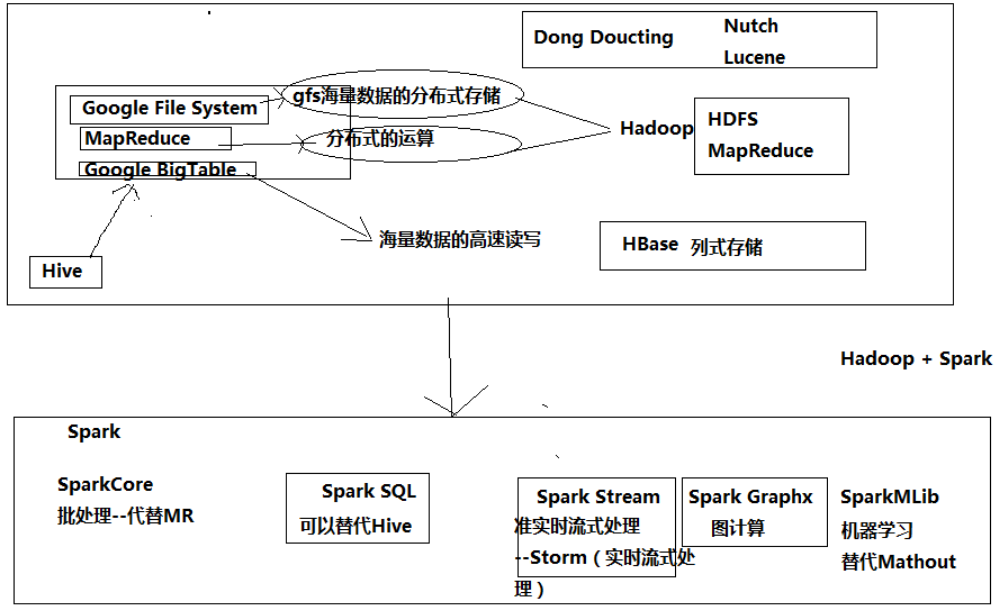 Dong Doucting
Nutch
Lucene
Google File System
gfs海量数据的分布式存储
MapReduce
分布式的运算
Hadoop
HDFS
MapReduce
Google BigTable
海量数据的高速读写
HBase 列式存储
Hive
Hadoop + Spark
Spark
SparkCore
批处理--代替MR
Spark SQL
可以替代Hive
Spark Stream
准实时流式处理
--Storm（实时流式处
理）
Spark Graphx
图计算
SparkMLib
机器学习
替代Mathout